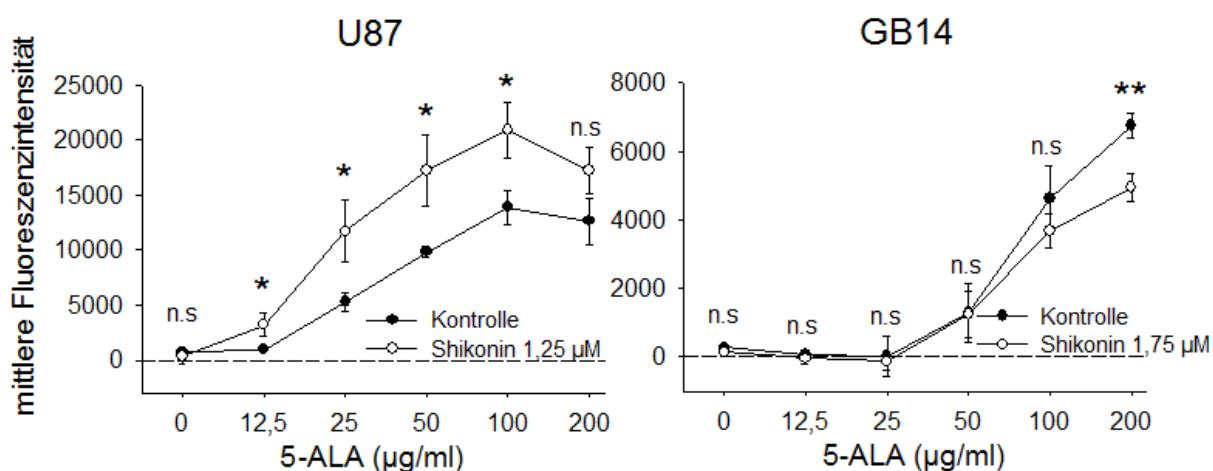 U87
GB14
mittlere Fluoreszenzintensität
25000
20000
15000
10000
5000
0
n.s
*
*
*
*
n.s
Kontrolle
Shikonin 1,25 µM
0 12,5 25 50 100 200
5-ALA (µg/ml)
8000
6000
4000
2000
0
n.s
n.s
n.s
n.s
n.s
**
Kontrolle
Shikonin 1,75 µM
0 12,5 25 50 100 200
5-ALA (µg/ml)